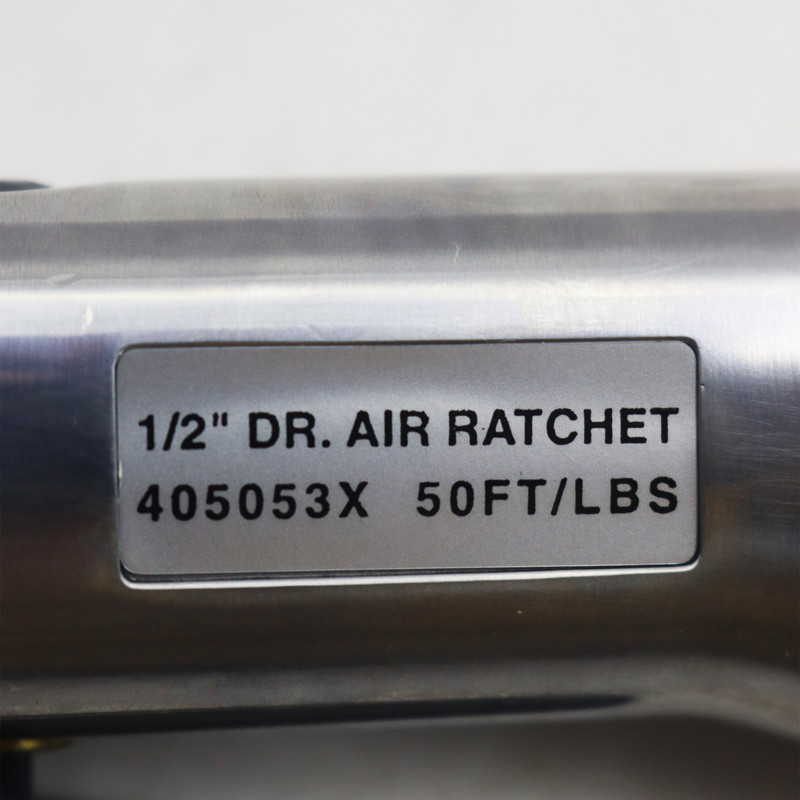 1/2" DR. AIR RATCHET
405053X 50FT/LBS